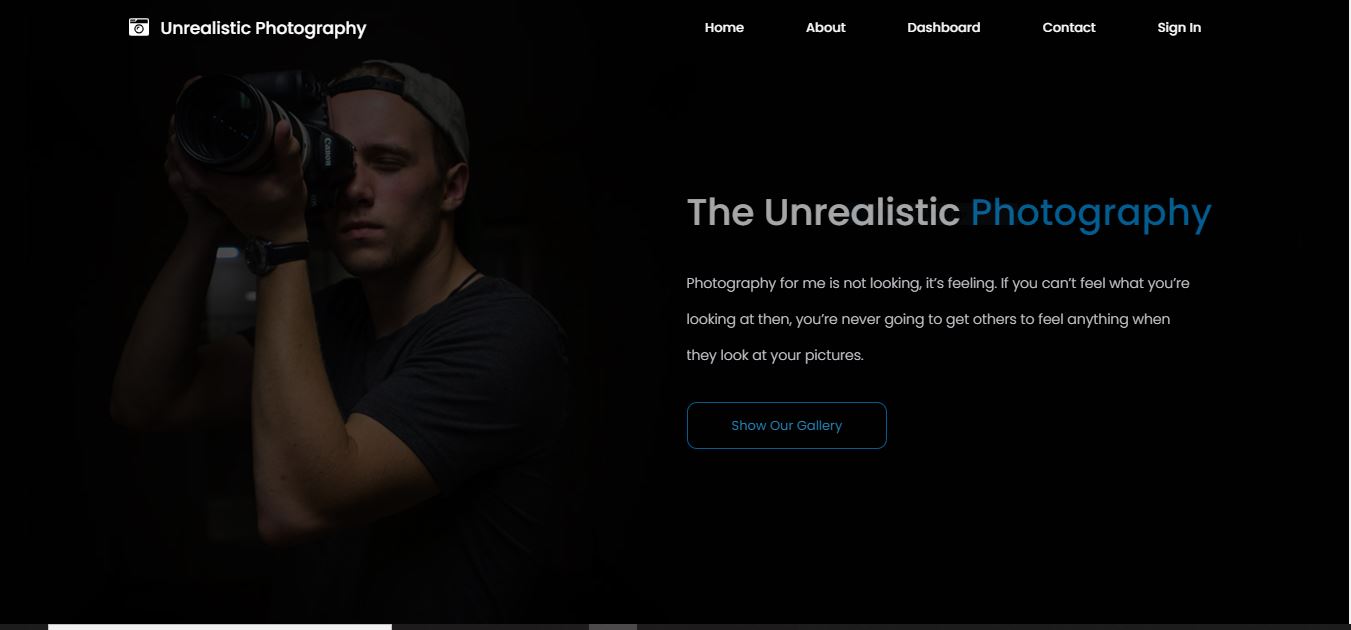 Unrealistic Photography
Home About Dashboard Contact Sign In
Canon
The Unrealistic Photography
Photography for me is not looking, it’s feeling. If you can’t feel what you’re
looking at then, you’re never going to get others to feel anything when
they look at your pictures.
Show Our Gallery